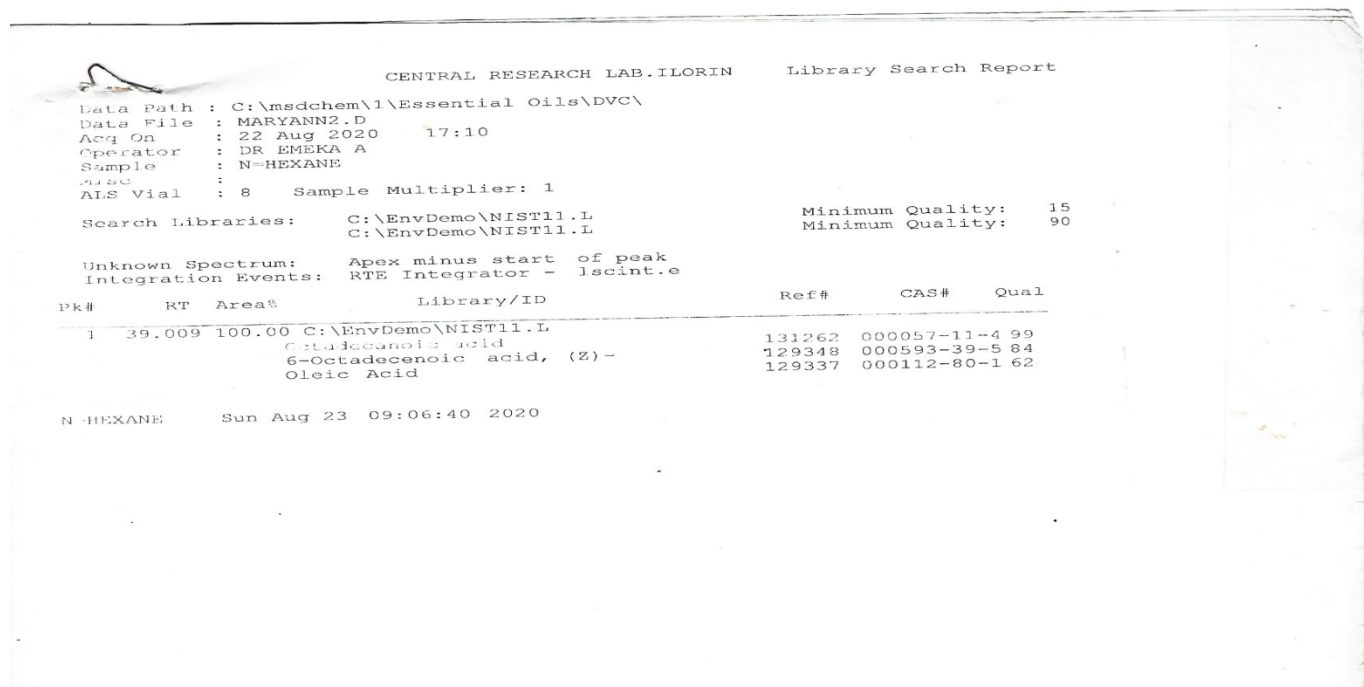 CENTRAL RESEARCH LAB.ILORIN Library Search Report
Data Path : C:\msdchem\1\Essential Oils\DVC\
Data File : MARYANN2.D
Acq On : 22 Aug 2020 17:10
Operator : DR EMEKA A
Sample : N=HEXANE
Misc :
ALS Vial : 8 Sample Multiplier: 1
Search Libraries: C:\EnvDemo\NIST11.L Minimum Quality: 15
C:\EnvDemo\NIST11.L Minimum Quality: 90
Unknown Spectrum: Apex minus start of peak
Integration Events: RTE Integrator - lscint.e
Pk# RT Area% Library/ID Ref# CAS# Qual
1 39.009 100.00 C:\EnvDemo\NIST11.L
Octadecanoic acid 131262 000057-11-4 99
6-Octadecenoic acid, (Z)- 129348 000593-39-5 84
Oleic Acid 129337 000112-80-1 62
N-HEXANE Sun Aug 23 09:06:40 2020